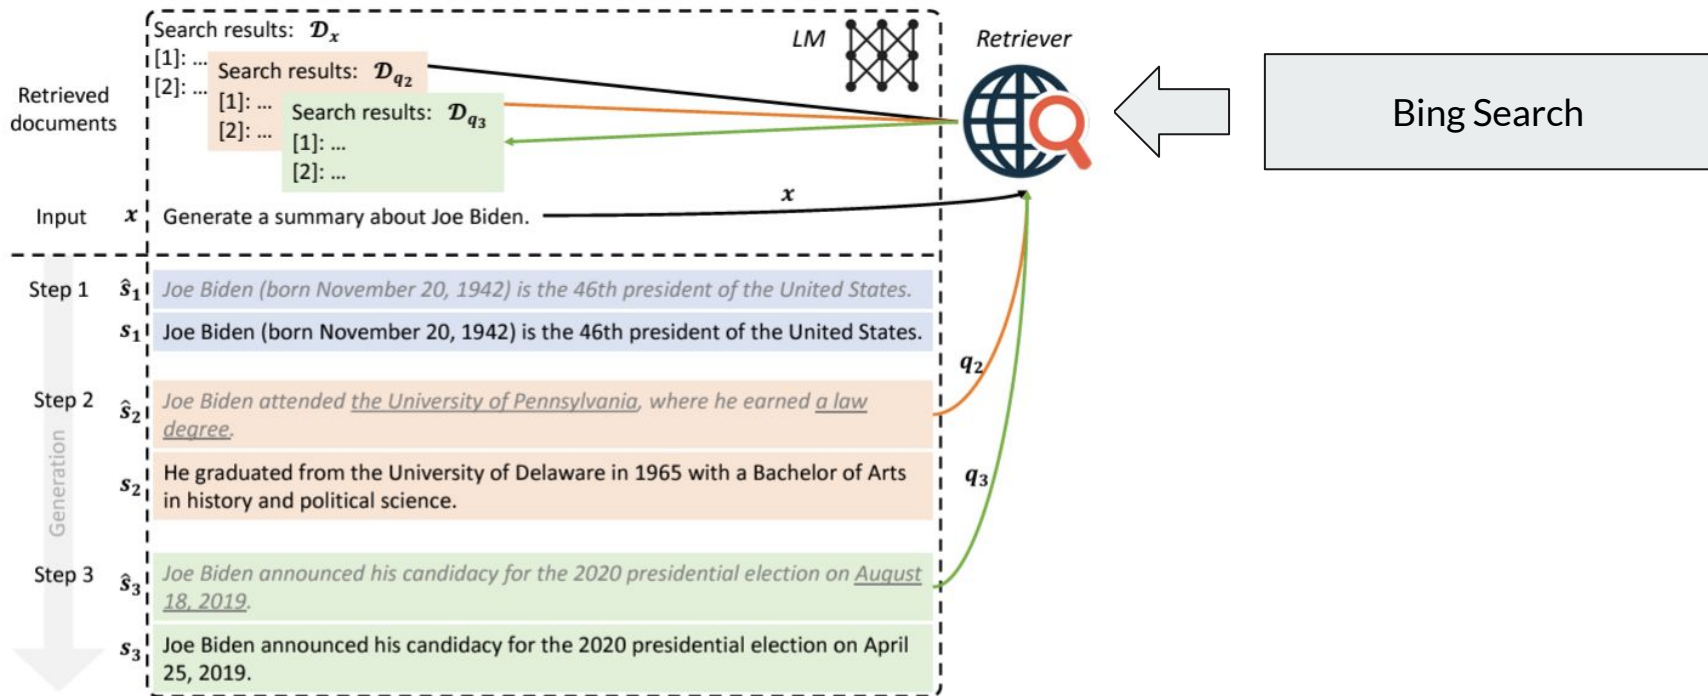 Search results: 𝓓ₓ
[1]: ...
[2]: ...
Search results: 𝓓q₂
[1]: ...
[2]: ...
Search results: 𝓓q₃
[1]: ...
[2]: ...
LM
Retriever
Bing Search
Retrieved
documents
x
Input
x
Generate a summary about Joe Biden.
Step 1
ŝ₁
Joe Biden (born November 20, 1942) is the 46th president of the United States.
s₁
Joe Biden (born November 20, 1942) is the 46th president of the United States.
q₂
Step 2
ŝ₂
Joe Biden attended the University of Pennsylvania, where he earned a law
degree.
Generation
s₂
He graduated from the University of Delaware in 1965 with a Bachelor of Arts
in history and political science.
q₃
Step 3
ŝ₃
Joe Biden announced his candidacy for the 2020 presidential election on August
18, 2019.
s₃
Joe Biden announced his candidacy for the 2020 presidential election on April
25, 2019.